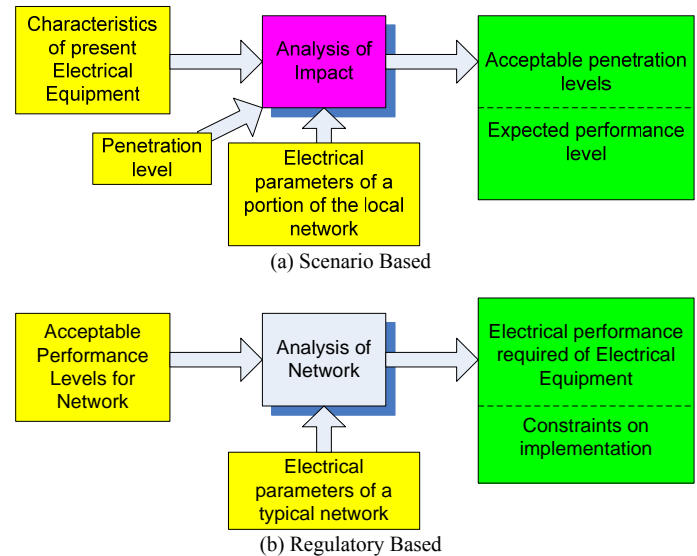 Characteristics
of present
Electrical
Equipment
Analysis of
Impact
Acceptable penetration
levels
Expected performance
level
Penetration
level
Electrical
parameters of a
portion of the local
network
(a) Scenario Based
Acceptable
Performance
Levels for
Network
Analysis of
Network
Electrical performance
required of Electrical
Equipment
Constraints on
implementation
Electrical
parameters of a
typical network
(b) Regulatory Based